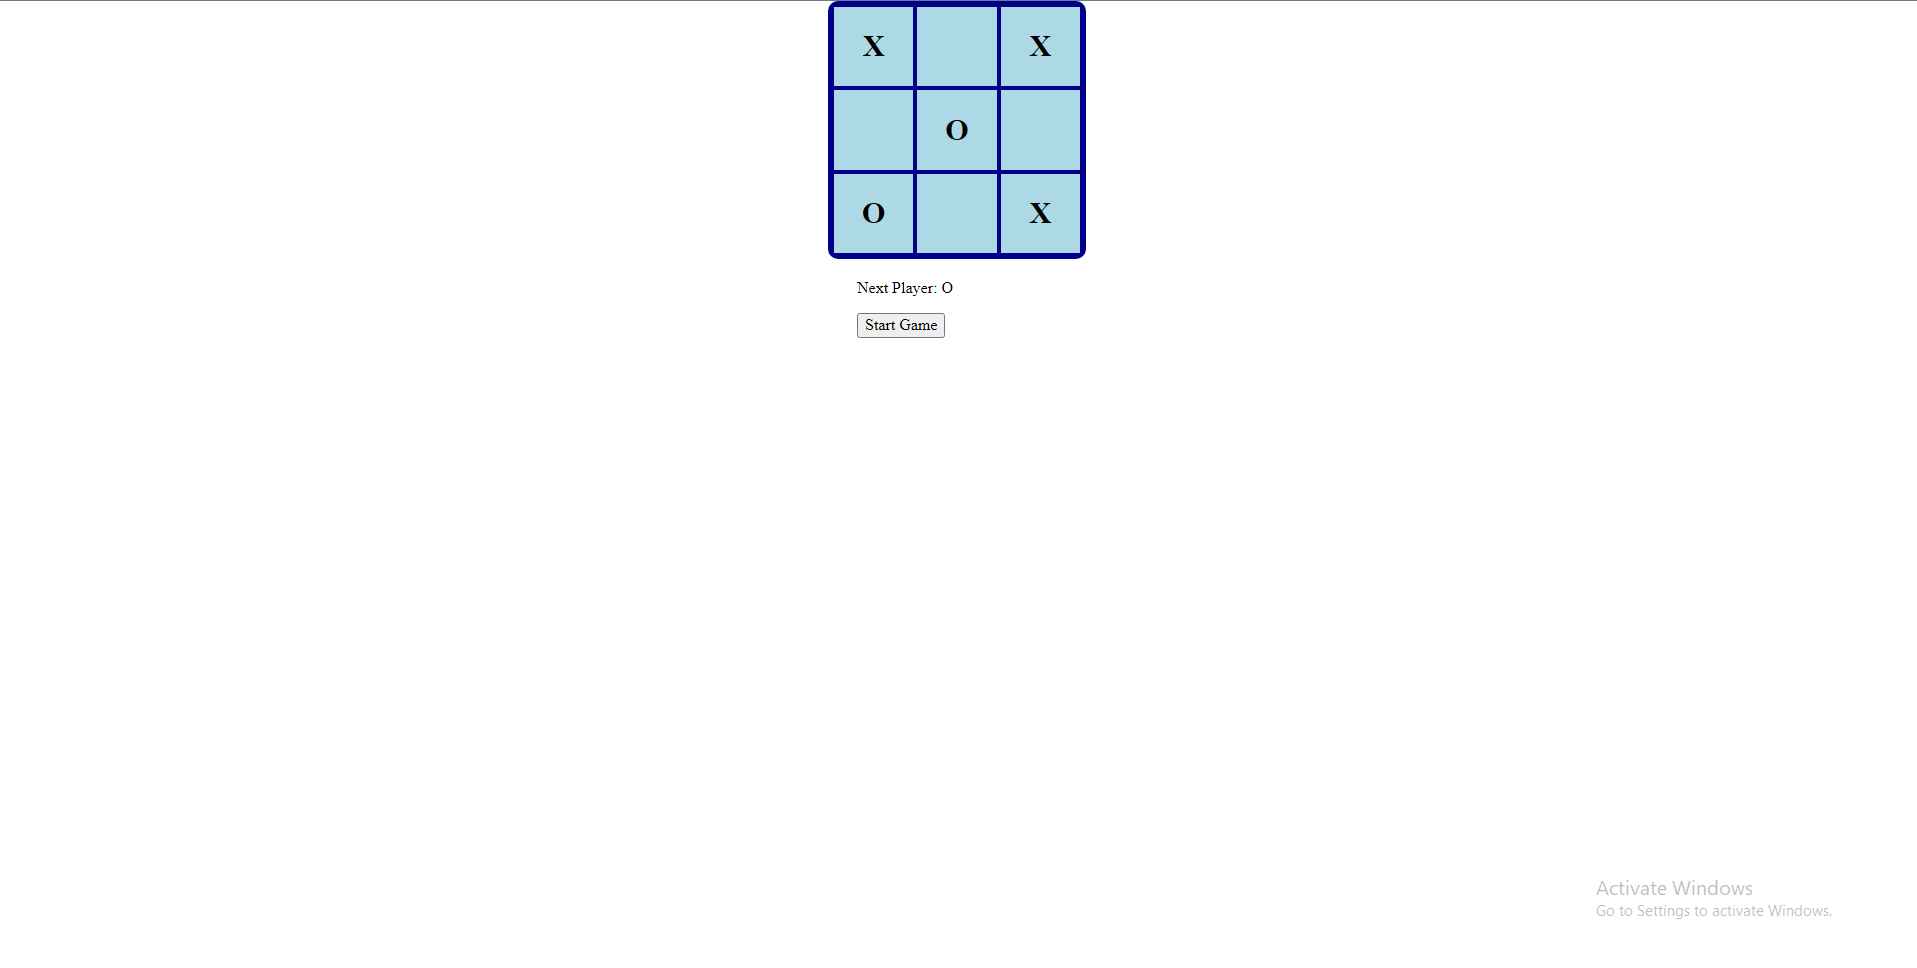 X X
O
O X
Next Player: O
Start Game
Activate Windows
Go to Settings to activate Windows.